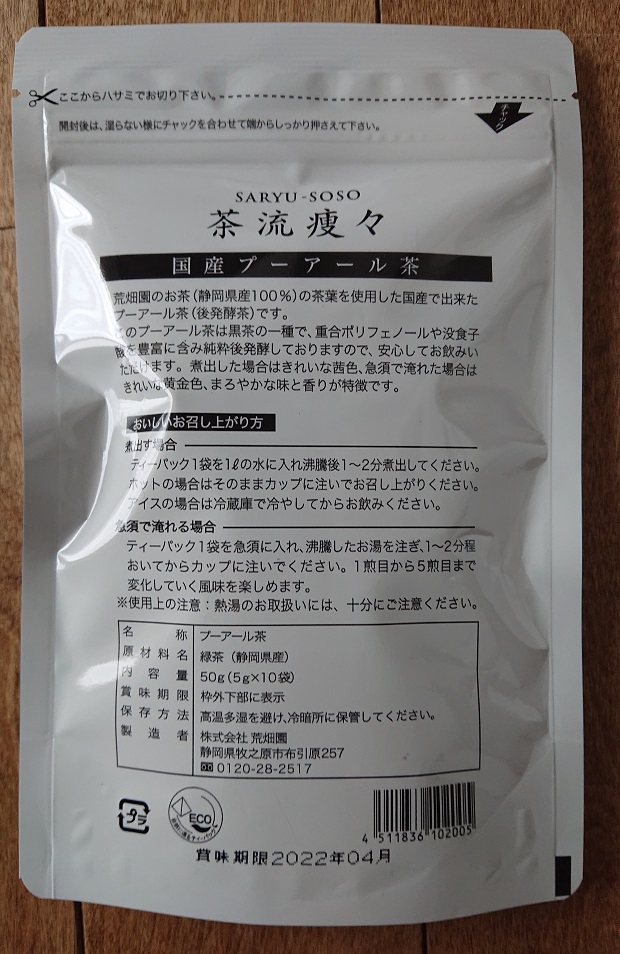 ここからハサミでお切り下さい。
開封後は、湿らない様にチャックを合わせて端からしっかり押さえて下さい。
チャック
SARYU-SOSO
茶流痩々
国産プーアール茶
荒畑園のお茶(静岡県産100%)の茶葉を使用した国産で出来た
プーアール茶(後発酵茶)です。
このプーアール茶は黒茶の一種で、重合ポリフェノールや没食子
酸を豊富に含み純粋後発酵しておりますので、安心してお飲みい
ただけます。煮出した場合はきれいな茜色、急須で淹れた場合は
きれいな黄金色、まろやかな味と香りが特徴です。
おいしいお召し上がり方
煮出す場合
ティーパック1袋を1ℓの水に入れ沸騰後1〜2分煮出してください。
ホットの場合はそのままカップに注いでお召し上がりください。
アイスの場合は冷蔵庫で冷やしてからお飲みください。
急須で淹れる場合
ティーパック1袋を急須に入れ、沸騰したお湯を注ぎ、1〜2分程
おいてからカップに注いでください。1煎目から5煎目まで
変化していく風味を楽しめます。
※使用上の注意:熱湯のお取扱いには、十分にご注意ください。
名称 プーアール茶
原材料名 緑茶(静岡県産)
内容量 50g(5g×10袋)
賞味期限 枠外下部に表示
保存方法 高温多湿を避け、冷暗所に保管してください。
製造者 株式会社 荒畑園
静岡県牧之原市布引原257
0120-28-2517
プラ
ECO
4 511836 102005
賞味期限2022年04月